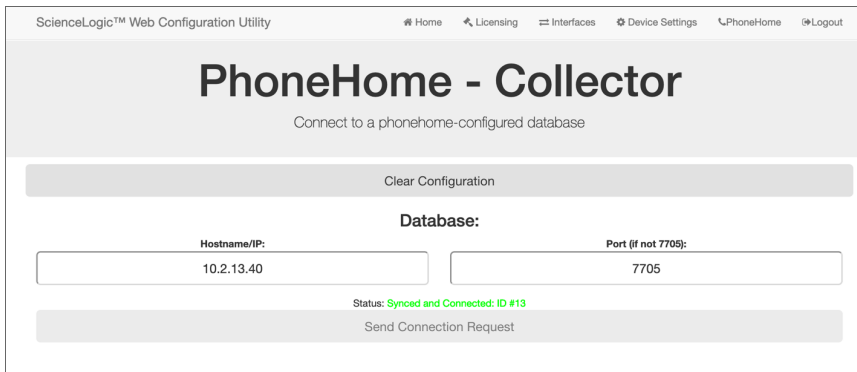 ScienceLogic™ Web Configuration Utility Home Licensing Interfaces Device Settings PhoneHome Logout
PhoneHome - Collector
Connect to a phonehome-configured database
Clear Configuration
Database:
Hostname/IP: Port (if not 7705):
10.2.13.40 7705
Status: Synced and Connected: ID #13
Send Connection Request